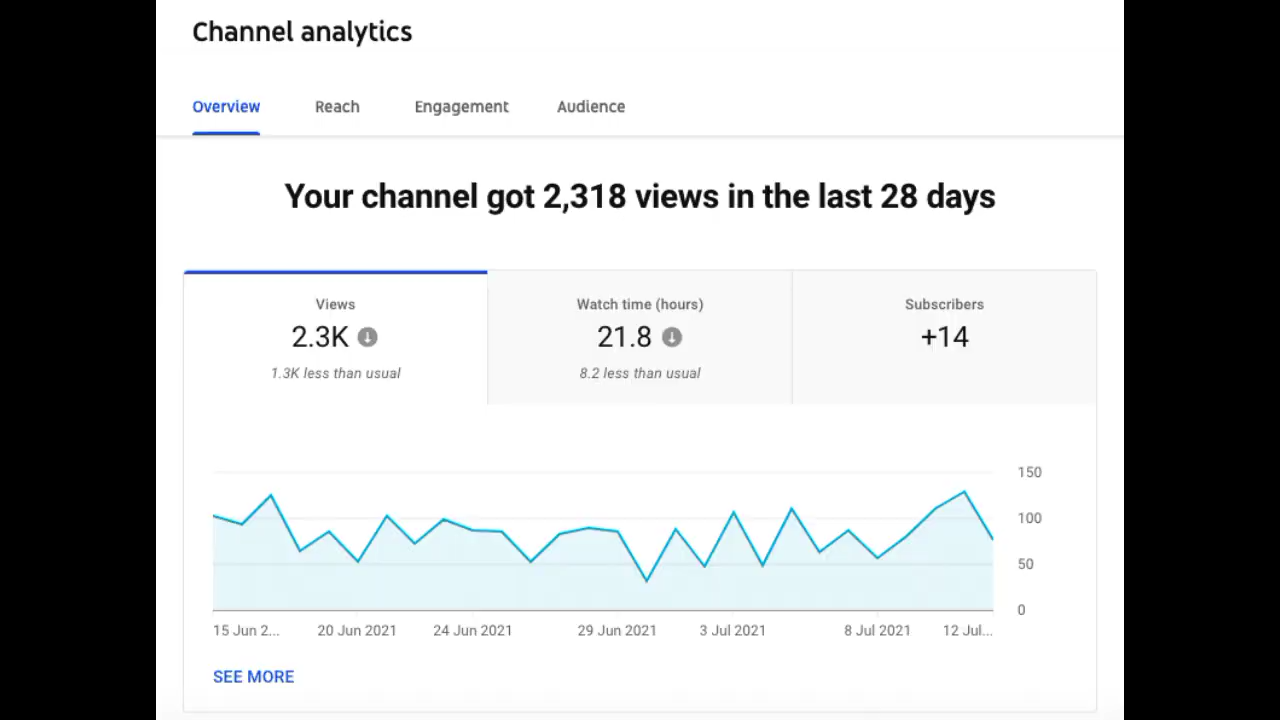 Channel analytics
Overview Reach Engagement Audience
Your channel got 2,318 views in the last 28 days
Views Watch time (hours) Subscribers
2.3K 21.8 +14
1.3K less than usual 8.2 less than usual
150
100
50
0
15 Jun 2... 20 Jun 2021 24 Jun 2021 29 Jun 2021 3 Jul 2021 8 Jul 2021 12 Jul...
SEE MORE